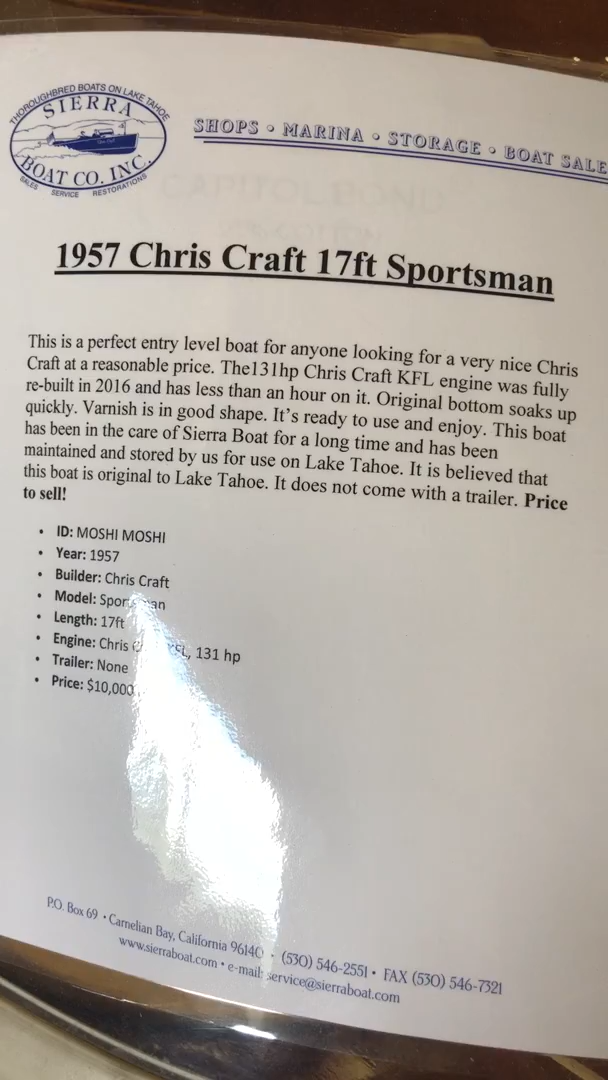 THOROUGHBRED BOATS ON LAKE TAHOE
SIERRA
BOAT CO. INC.
SALES SERVICE RESTORATIONS
SHOPS • MARINA • STORAGE • BOAT SALE
CAPITOL BOND
1957 Chris Craft 17ft Sportsman
This is a perfect entry level boat for anyone looking for a very nice Chris
Craft at a reasonable price. The131hp Chris Craft KFL engine was fully
re-built in 2016 and has less than an hour on it. Original bottom soaks up
quickly. Varnish is in good shape. It's ready to use and enjoy. This boat
has been in the care of Sierra Boat for a long time and has been
maintained and stored by us for use on Lake Tahoe. It is believed that
this boat is original to Lake Tahoe. It does not come with a trailer. Price
to sell!
• ID: MOSHI MOSHI
• Year: 1957
• Builder: Chris Craft
• Model: Sportsman
• Length: 17ft
• Engine: Chris 131 hp
• Trailer: None
• Price: $10,000
P.O. Box 69 • Carnelian Bay, California 96140 • (530) 546-2551 • FAX (530) 546-7321
www.sierraboat.com • e-mail: service@sierraboat.com